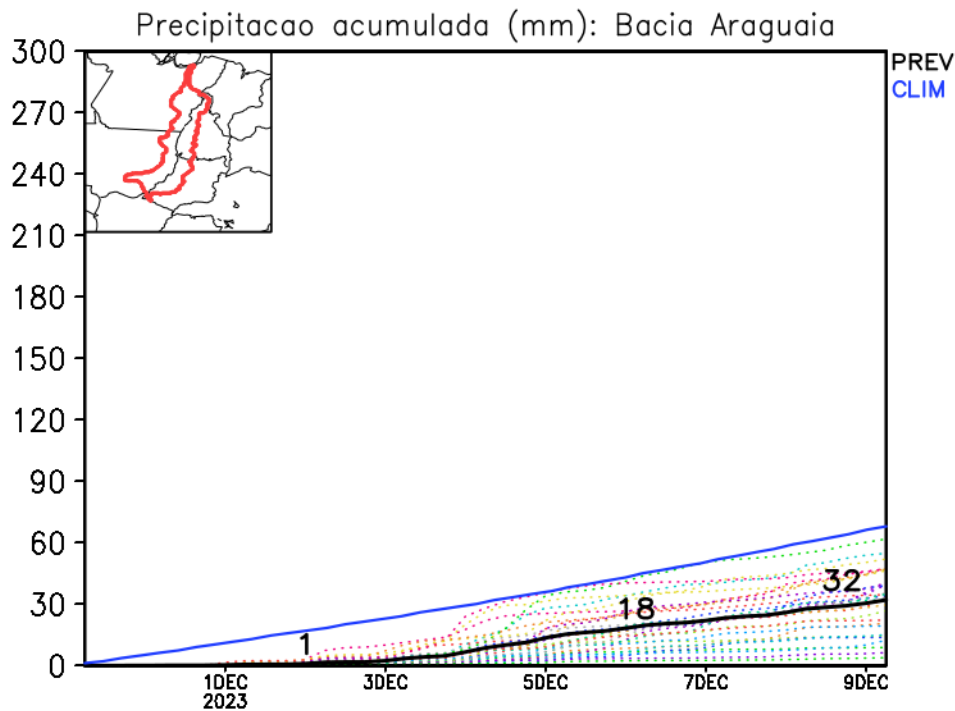 Precipitacao acumulada (mm): Bacia Araguaia
300
270
240
210
180
150
120
90
60
30
0
PREV
CLIM
1
18
32
1DEC
2023
3DEC
5DEC
7DEC
9DEC